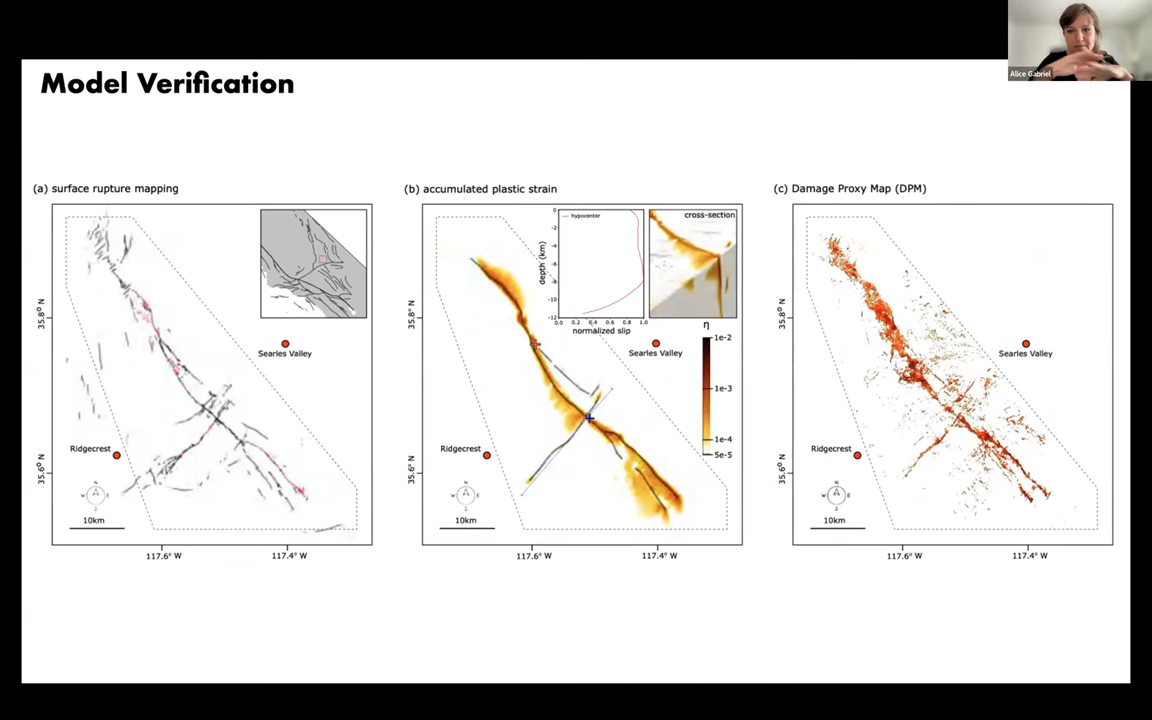 Alice Gabriel
Model Verification
(a) surface rupture mapping
35.8° N
35.6° N
Searles Valley
Ridgecrest
N
W E
S
10km
117.6° W
117.4° W
(b) accumulated plastic strain
hypocenter
0
-2
-4
-6
-8
-10
-12
depth (km)
0.0 0.2 0.4 0.6 0.8 1.0
normalized slip
cross-section
η
1e-2
1e-3
1e-4
5e-5
35.8° N
35.6° N
Searles Valley
Ridgecrest
N
W E
S
10km
117.6° W
117.4° W
(c) Damage Proxy Map (DPM)
35.8° N
35.6° N
Searles Valley
Ridgecrest
N
W E
S
10km
117.6° W
117.4° W